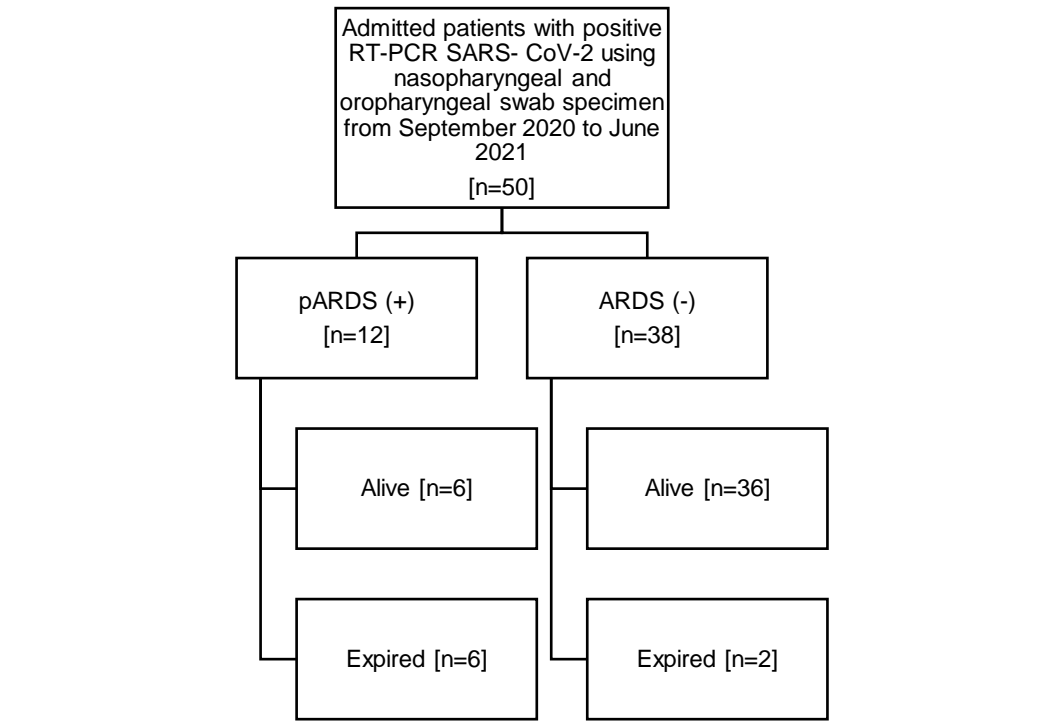 Admitted patients with positive
RT-PCR SARS- CoV-2 using
nasopharyngeal and
oropharyngeal swab specimen
from September 2020 to June
2021
[n=50]
pARDS (+)
[n=12]
ARDS (-)
[n=38]
Alive [n=6]
Alive [n=36]
Expired [n=6]
Expired [n=2]